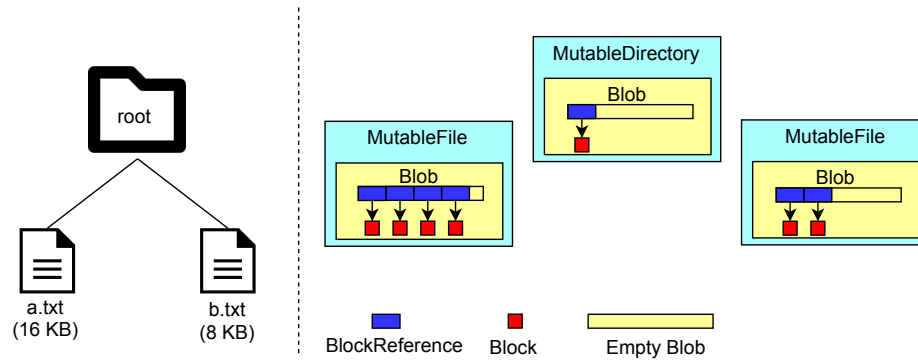 root
a.txt
(16 KB)
b.txt
(8 KB)
MutableDirectory
Blob
MutableFile
Blob
MutableFile
Blob
BlockReference
Block
Empty Blob